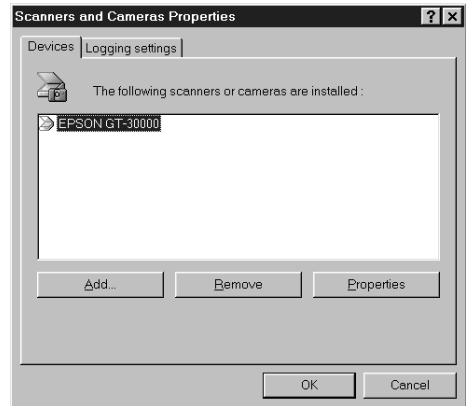 Scanners and Cameras Properties
Devices Logging settings
The following scanners or cameras are installed :
EPSON GT-30000
Add... Remove Properties
OK Cancel